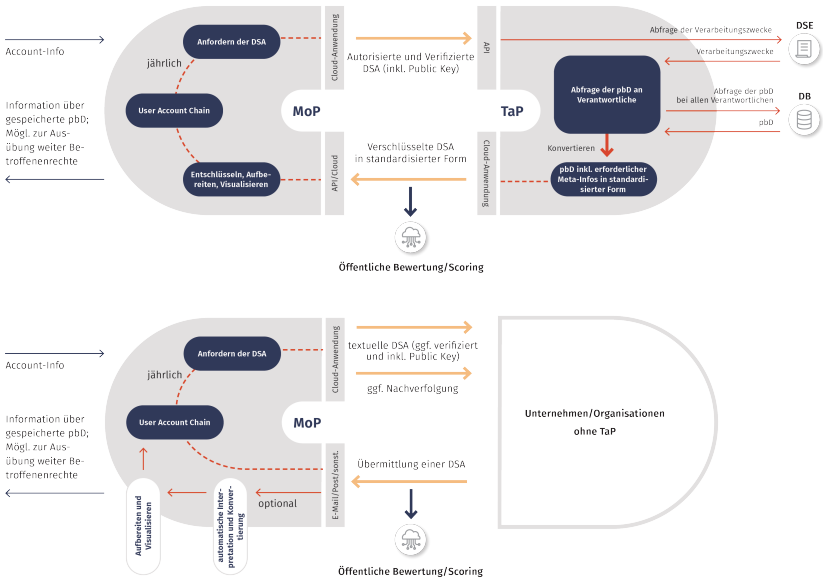 Account-Info
Information über
gespeicherte pbD;
Mögl. zur Aus-
übung weiter Be-
troffenenrechte
Anfordern der DSA
jährlich
User Account Chain
Entschlüsseln, Aufbe-
reiten, Visualisieren
Cloud-Anwendung
MoP
API/Cloud
Autorisierte und Verifizierte
DSA (inkl. Public Key)
Verschlüsselte DSA
in standardisierter Form
Öffentliche Bewertung/Scoring
API
TaP
Cloud-Anwendung
Abfrage der pbD an
Verantwortliche
Konvertieren
pbD inkl. erforderlicher
Meta-Infos in standardi-
sierter Form
Abfrage der Verarbeitungszwecke
Verarbeitungszwecke
DSE
Abfrage der pbD
bei allen Verantwortlichen
pbD
DB
Account-Info
Information über
gespeicherte pbD;
Mögl. zur Aus-
übung weiter Be-
troffenenrechte
Anfordern der DSA
jährlich
User Account Chain
Aufbereiten und
Visualisieren
automatische Inter-
pretation und Konver-
tierung
optional
Cloud-Anwendung
MoP
E-Mail/Post/sonst.
textuelle DSA (ggf. verifiziert
und inkl. Public Key)
ggf. Nachverfolgung
Übermittlung einer DSA
Öffentliche Bewertung/Scoring
Unternehmen/Organisationen
ohne TaP